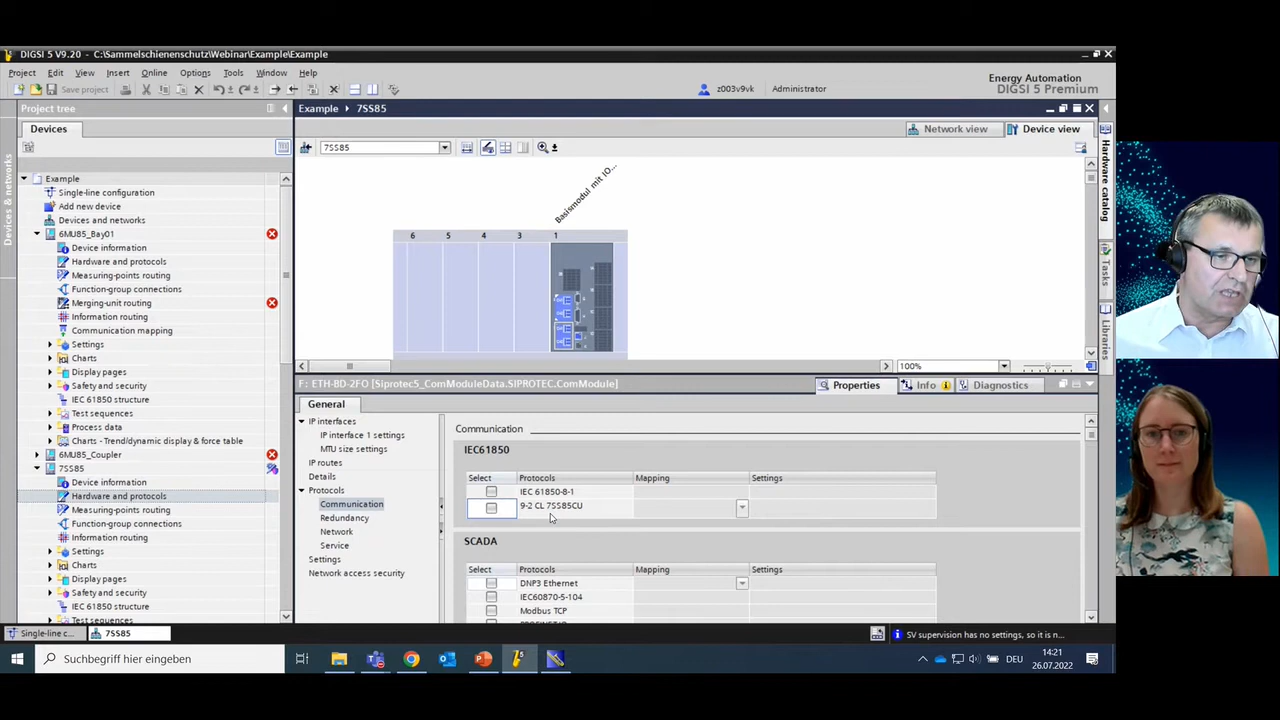 DIGSI 5 V9.20 - C:\Sammelschienenschutz\Webinar\Example\Example
Project Edit View Insert Online Options Tools Window Help
Save project
z003v9vk Administrator
Energy Automation
DIGSI 5 Premium
Project tree
Devices
Devices & networks
Example
Single-line configuration
Add new device
Devices and networks
6MU85_Bay01
Device information
Hardware and protocols
Measuring-points routing
Function-group connections
Merging-unit routing
Information routing
Communication mapping
Settings
Charts
Display pages
Safety and security
IEC 61850 structure
Test sequences
Process data
Charts - Trend/dynamic display & force table
6MU85_Coupler
7SS85
Device information
Hardware and protocols
Measuring-points routing
Function-group connections
Information routing
Settings
Charts
Display pages
Safety and security
IEC 61850 structure
Test sequences
Example 7SS85
Network view Device view
7SS85
Basismodul mit IO...
6 5 4 3 1
100%
Hardware catalog
Tasks
Libraries
F: ETH-BD-2FO [Siprotec5_ComModuleData.SIPROTEC.ComModule]
Properties Info Diagnostics
General
IP interfaces
IP interface 1 settings
MTU size settings
IP routes
Details
Protocols
Communication
Redundancy
Network
Service
Settings
Network access security
Communication
IEC61850
Select Protocols Mapping Settings
IEC 61850-8-1
9-2 CL 7SS85CU
SCADA
Select Protocols Mapping Settings
DNP3 Ethernet
IEC60870-5-104
Modbus TCP
Single-line c... 7SS85
SV supervision has no settings, so it is n...
Suchbegriff hier eingeben
DEU
14:21
26.07.2022